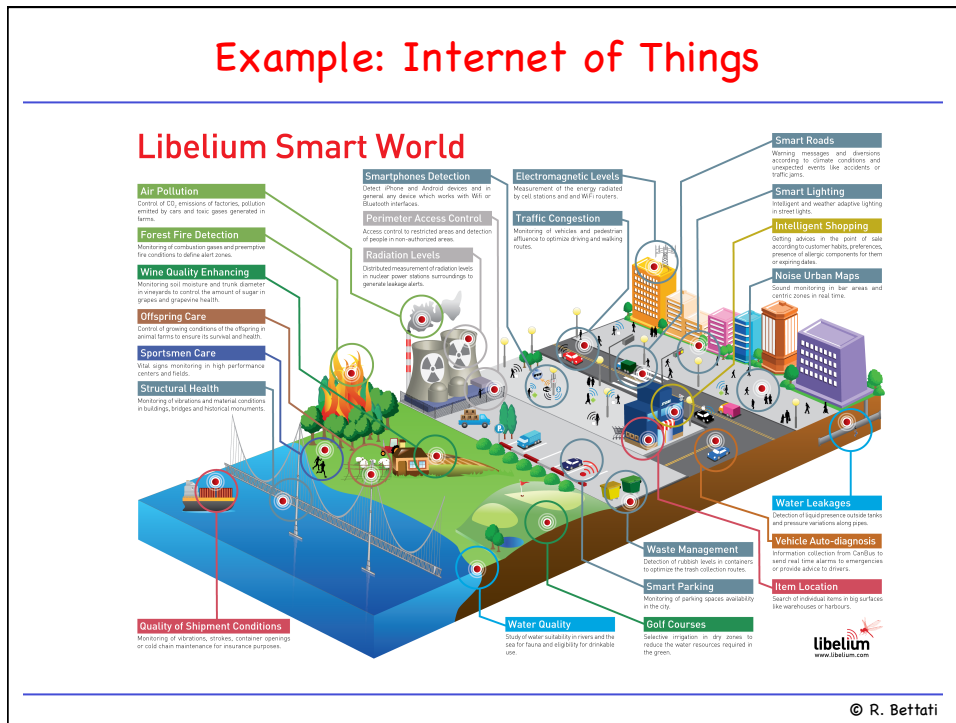 Example: Internet of Things
Libelium Smart World
Air Pollution
Control of CO₂ emissions of factories, pollution
emitted by cars and toxic gases generated in
farms.
Forest Fire Detection
Monitoring of combustion gases and preemptive
fire conditions to define alert zones.
Wine Quality Enhancing
Monitoring soil moisture and trunk diameter
in vineyards to control the amount of sugar in
grapes and grapevine health.
Offspring Care
Control of growing conditions of the offspring in
animal farms to ensure its survival and health.
Sportsmen Care
Vital signs monitoring in high performance
centers and fields.
Structural Health
Monitoring of vibrations and material conditions
in buildings, bridges and historical monuments.
Quality of Shipment Conditions
Monitoring of vibrations, strokes, container openings
or cold chain maintenance for insurance purposes.
Smartphones Detection
Detect iPhone and Android devices and in
general any device which works with Wifi or
Bluetooth interfaces.
Perimeter Access Control
Access control to restricted areas and detection
of people in non-authorized areas.
Radiation Levels
Distributed measurement of radiation levels
in nuclear power stations surroundings to
generate leakage alerts.
Electromagnetic Levels
Measurement of the energy radiated
by cell stations and and WiFi routers.
Traffic Congestion
Monitoring of vehicles and pedestrian
affluence to optimize driving and walking
routes.
Smart Roads
Warning messages and diversions
according to climate conditions and
unexpected events like accidents or
traffic jams.
Smart Lighting
Intelligent and weather adaptive lighting
in street lights.
Intelligent Shopping
Getting advices in the point of sale
according to customer habits, preferences,
presence of allergic components for them
or expiring dates.
Noise Urban Maps
Sound monitoring in bar areas and
centric zones in real time.
Water Leakages
Detection of liquid presence outside tanks
and pressure variations along pipes.
Vehicle Auto-diagnosis
Information collection from CanBus to
send real time alarms to emergencies
or provide advice to drivers.
Item Location
Search of individual items in big surfaces
like warehouses or harbours.
Waste Management
Detection of rubbish levels in containers
to optimize the trash collection routes.
Smart Parking
Monitoring of parking spaces availability
in the city.
Golf Courses
Selective irrigation in dry zones to
reduce the water resources required in
the green.
Water Quality
Study of water suitability in rivers and the
sea for fauna and eligibility for drinkable
use.
libelium
www.libelium.com
© R. Bettati